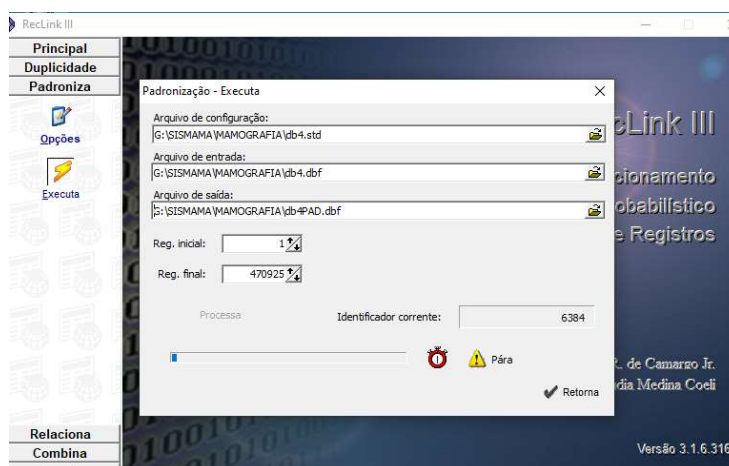 RecLink III
Principal
Duplicidade
Padroniza
Opções
Executa
Relaciona
Combina
Padronização - Executa
Arquivo de configuração:
G:\SISMAMA\MAMOGRAFIA\db4.std
Arquivo de entrada:
G:\SISMAMA\MAMOGRAFIA\db4.dbf
Arquivo de saída:
G:\SISMAMA\MAMOGRAFIA\db4PAD.dbf
Reg. inicial: 1
Reg. final: 470925
Processa
Identificador corrente: 6384
Pára
Retorna
cLink III
cionamento
obabilístico
e Registros
R. de Camargo Jr.
dia Medina Coeli
Versão 3.1.6.316